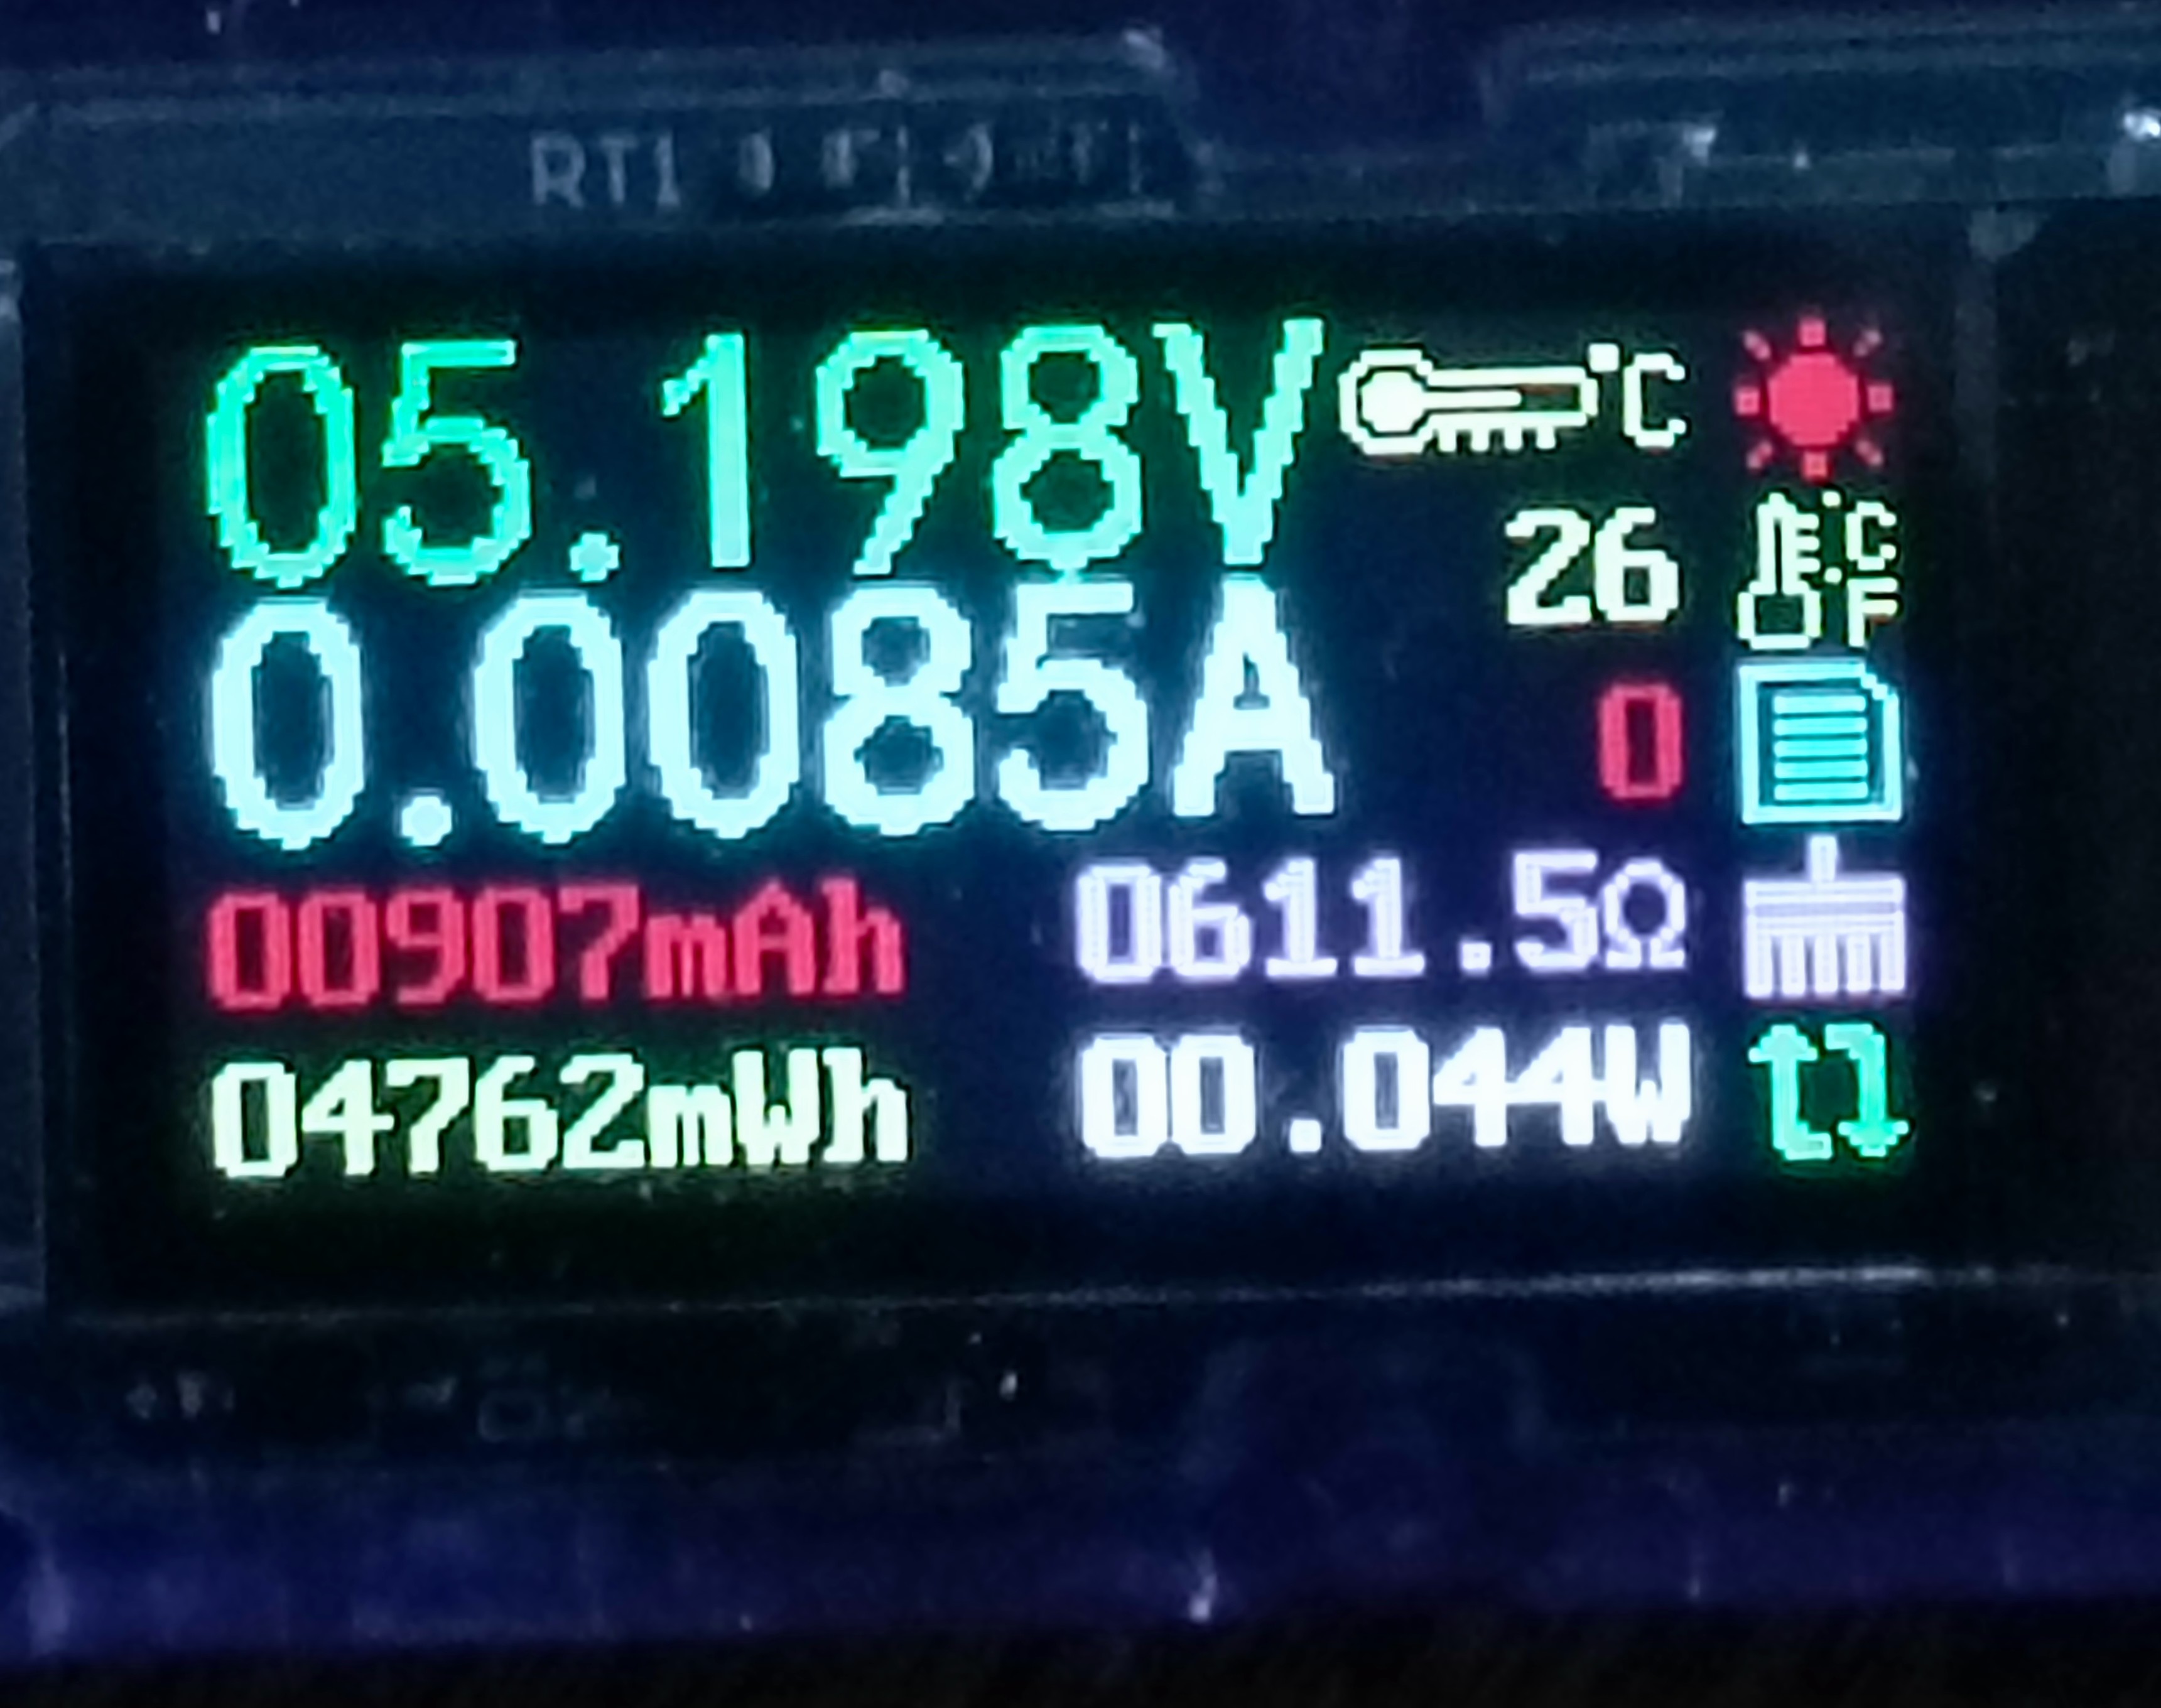 RT1
05.198V °C
26 °C F
0.0085A 0
00907mAh 0611.5Ω
04762mWh 00.044W